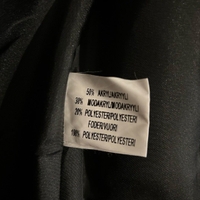 50% AKRYL/AKRYYLI
30% MODAKRYL/MODAKRYYLI
20% POLYESTER/POLYESTERI
FODER/VUORI
100% POLYESTER/POLYESTERI